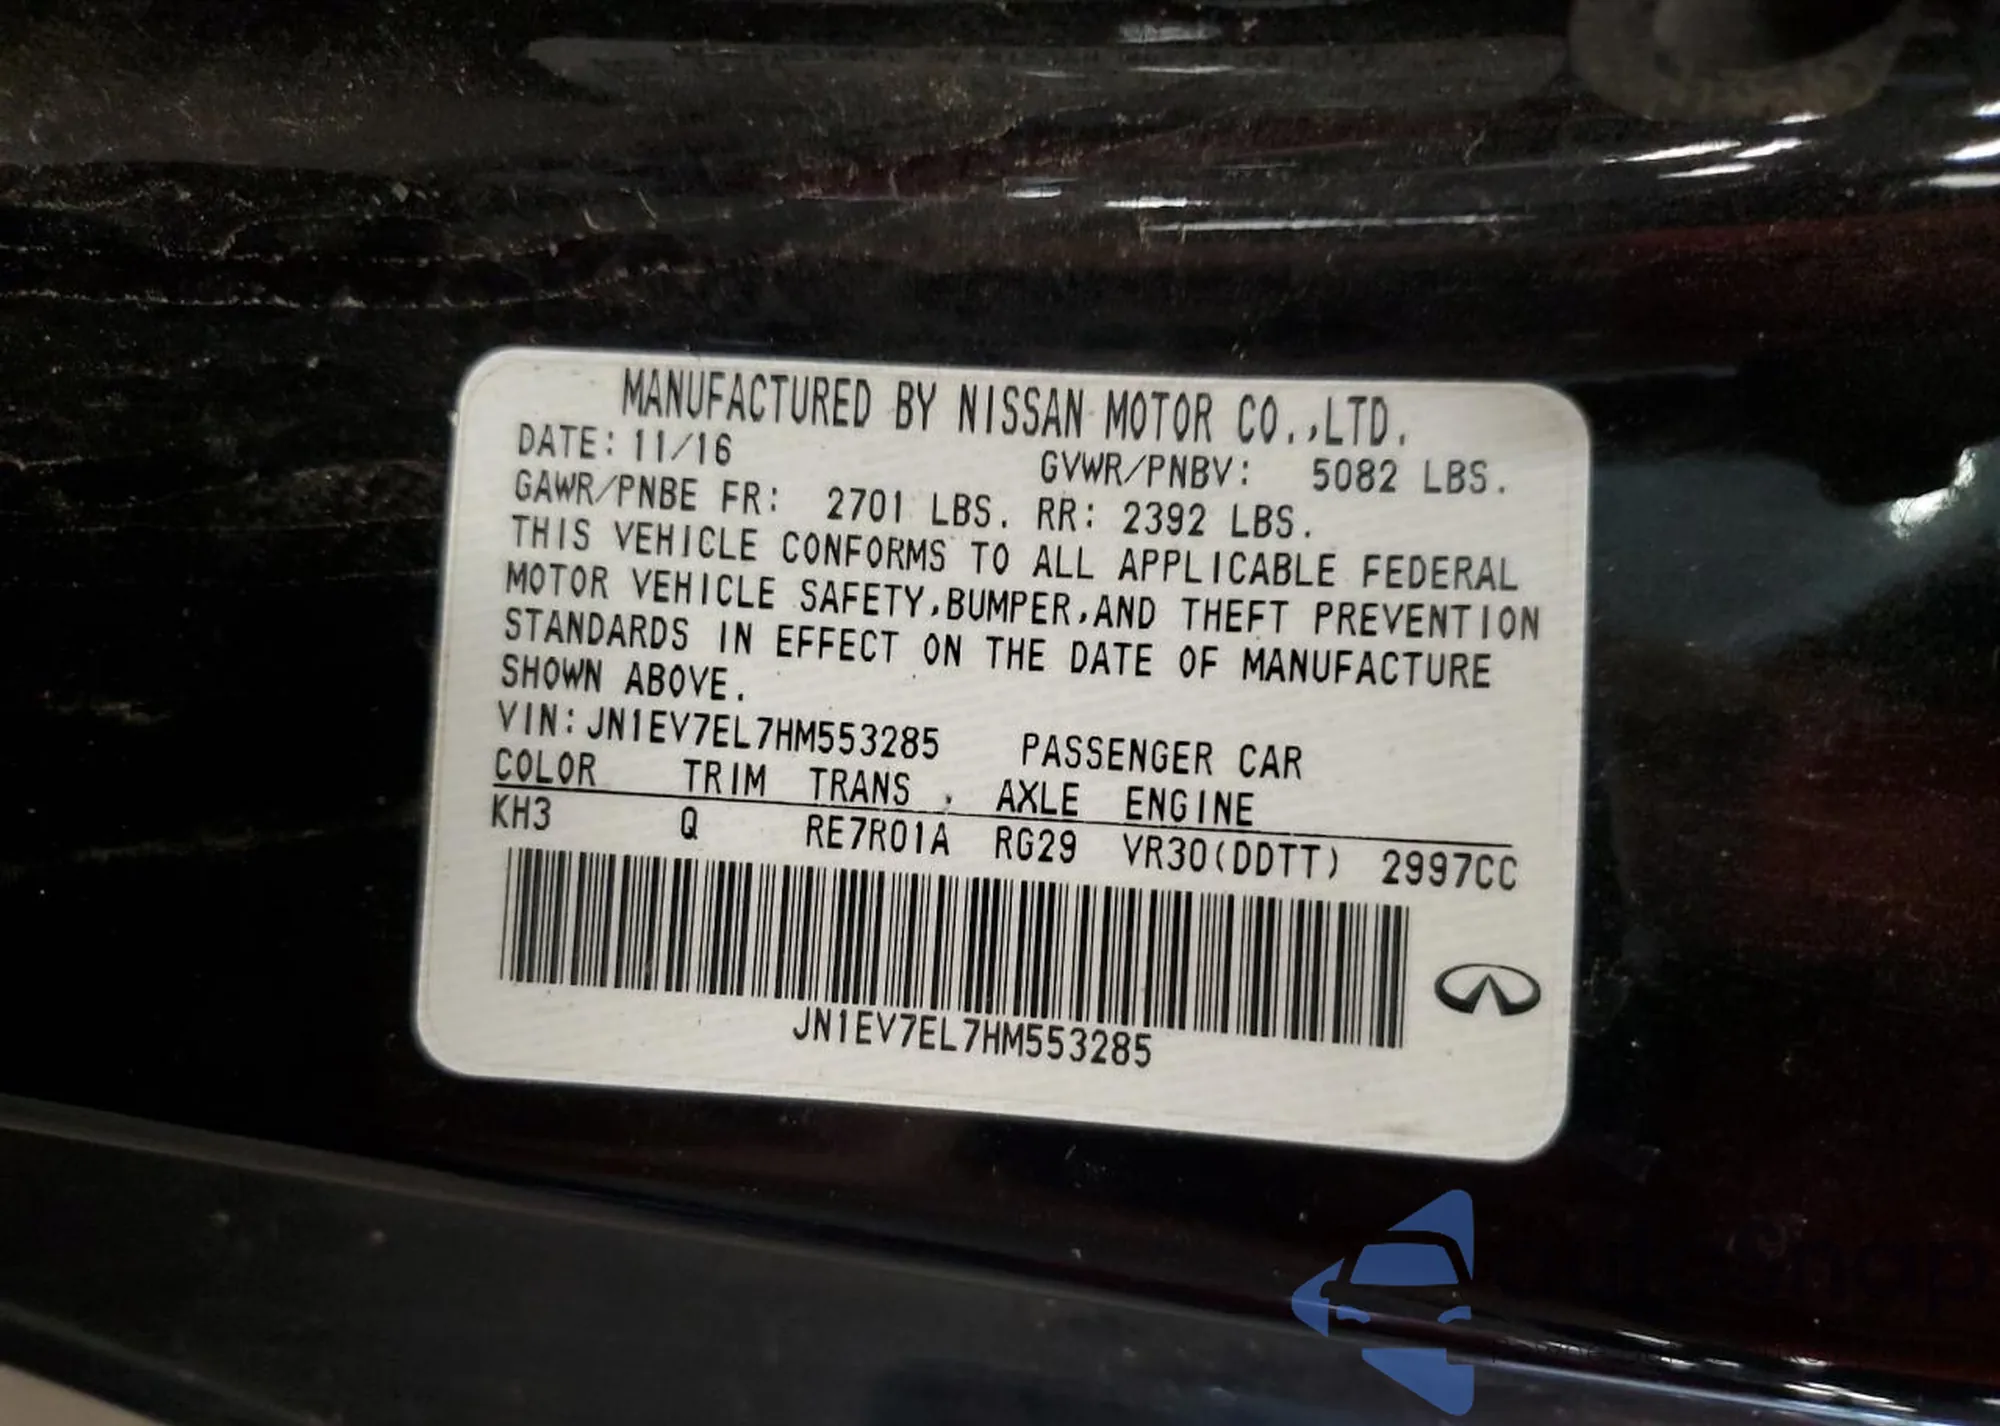 MANUFACTURED BY NISSAN MOTOR CO.,LTD.
DATE: 11/16 GVWR/PNBV: 5082 LBS.
GAWR/PNBE FR: 2701 LBS. RR: 2392 LBS.
THIS VEHICLE CONFORMS TO ALL APPLICABLE FEDERAL
MOTOR VEHICLE SAFETY,BUMPER,AND THEFT PREVENTION
STANDARDS IN EFFECT ON THE DATE OF MANUFACTURE
SHOWN ABOVE.
VIN: JN1EV7EL7HM553285 PASSENGER CAR
COLOR TRIM TRANS. AXLE ENGINE
KH3 Q RE7R01A RG29 VR30(DDTT) 2997CC
JN1EV7EL7HM553285